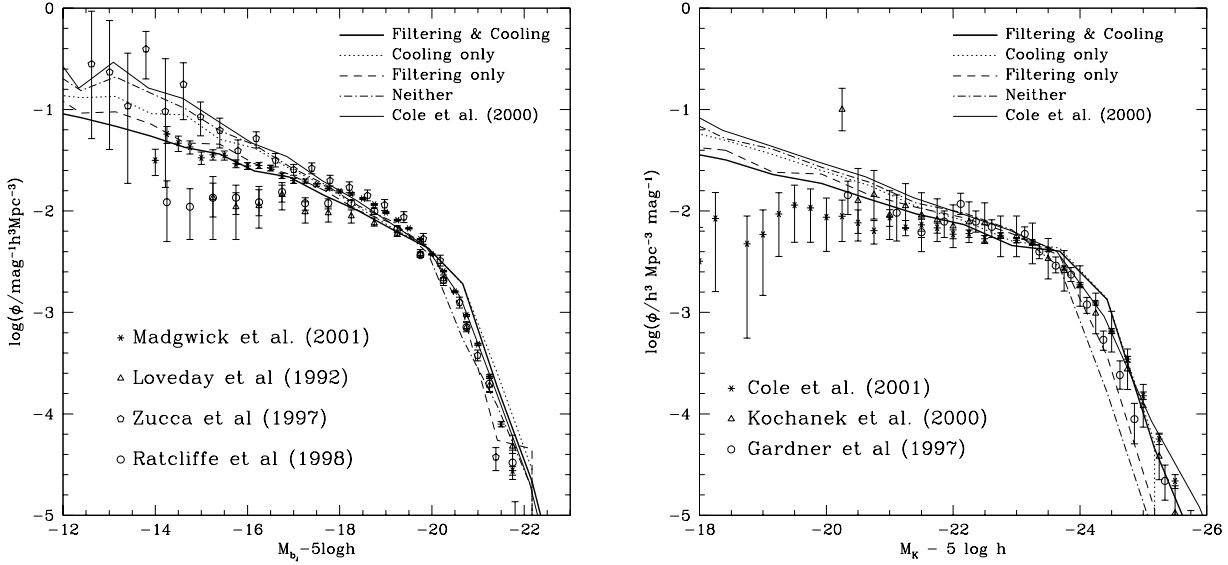 0
-1
-2
-3
-4
-5
-12
-14
-16
-18
-20
-22
log(ϕ/mag⁻¹h³Mpc⁻³)
M_{b_J}-5logh
Filtering & Cooling
Cooling only
Filtering only
Neither
Cole et al. (2000)
Madgwick et al. (2001)
Loveday et al (1992)
Zucca et al (1997)
Ratcliffe et al (1998)
0
-1
-2
-3
-4
-5
-18
-20
-22
-24
-26
log(ϕ/h³ Mpc⁻³ mag⁻¹)
M_K - 5 log h
Filtering & Cooling
Cooling only
Filtering only
Neither
Cole et al. (2000)
Cole et al. (2001)
Kochanek et al. (2000)
Gardner et al (1997)